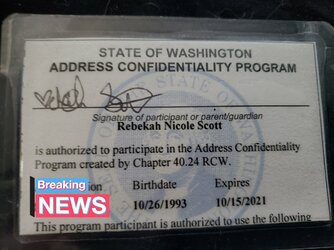 STATE OF WASHINGTON
ADDRESS CONFIDENTIALITY PROGRAM
Signature of participant or parent/guardian
Rebekah Nicole Scott
is authorized to participate in the Address Confidentiality
Program created by Chapter 40.24 RCW.
Birthdate Expires
Breaking
NEWS
10/26/1993 10/15/2021
This program participant is authorized to use the following